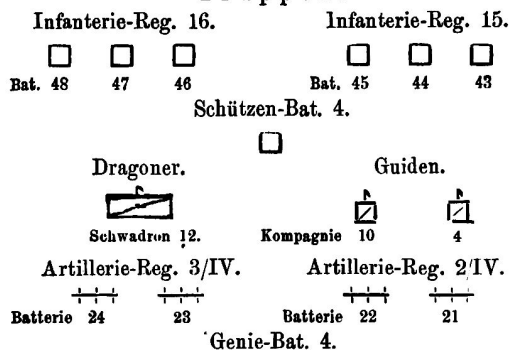 Infanterie-Reg. 16. Infanterie-Reg. 15.
Bat. 48 47 46 Bat. 45 44 43
Schützen-Bat. 4.
Dragoner. Guiden.
Schwadron 12. Kompagnie 10 4
Artillerie-Reg. 3/IV. Artillerie-Reg. 2/IV.
Batterie 24 23 Batterie 22 21
Genie-Bat. 4.